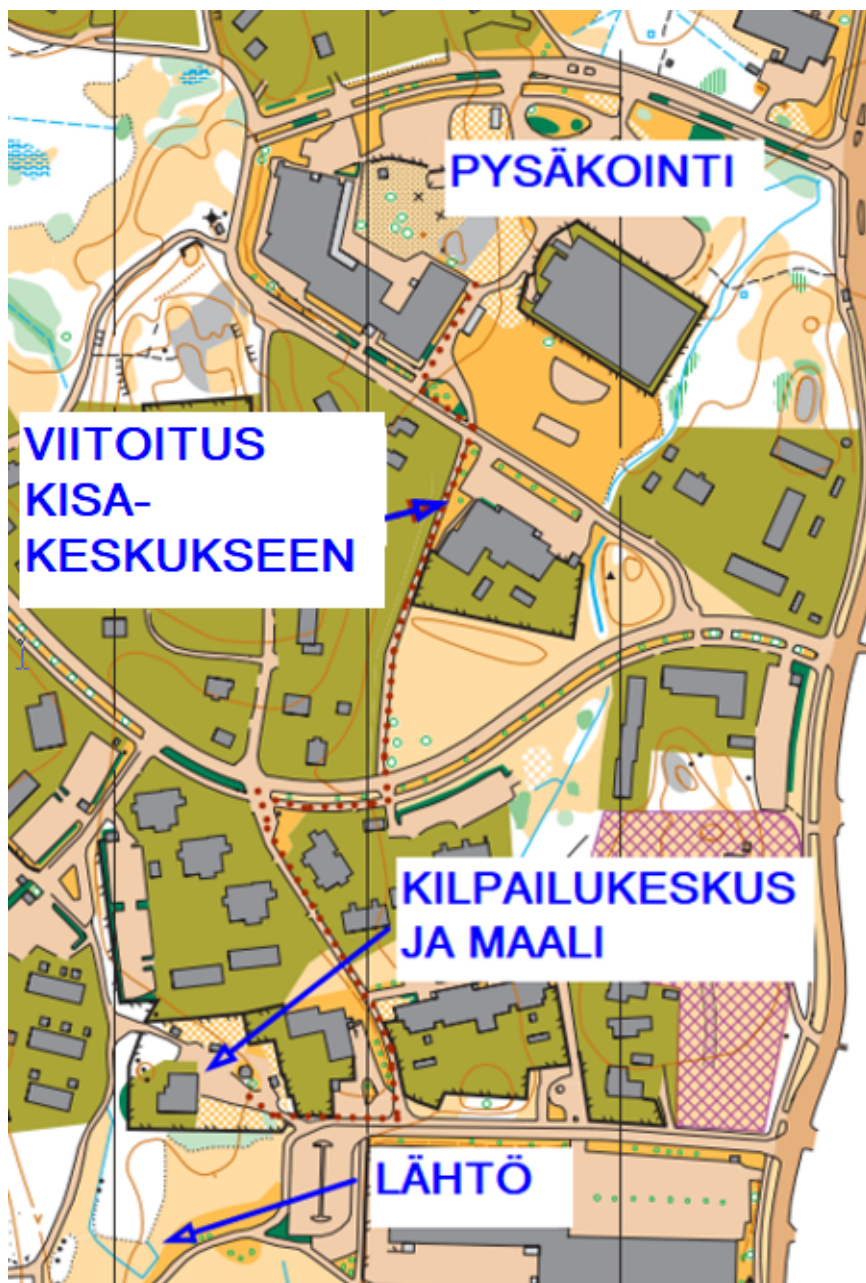 PYSÄKOINTI
VIITOITUS
KISA-
KESKUKSEEN
KILPAILUKESKUS
JA MAALI
LÄHTÖ